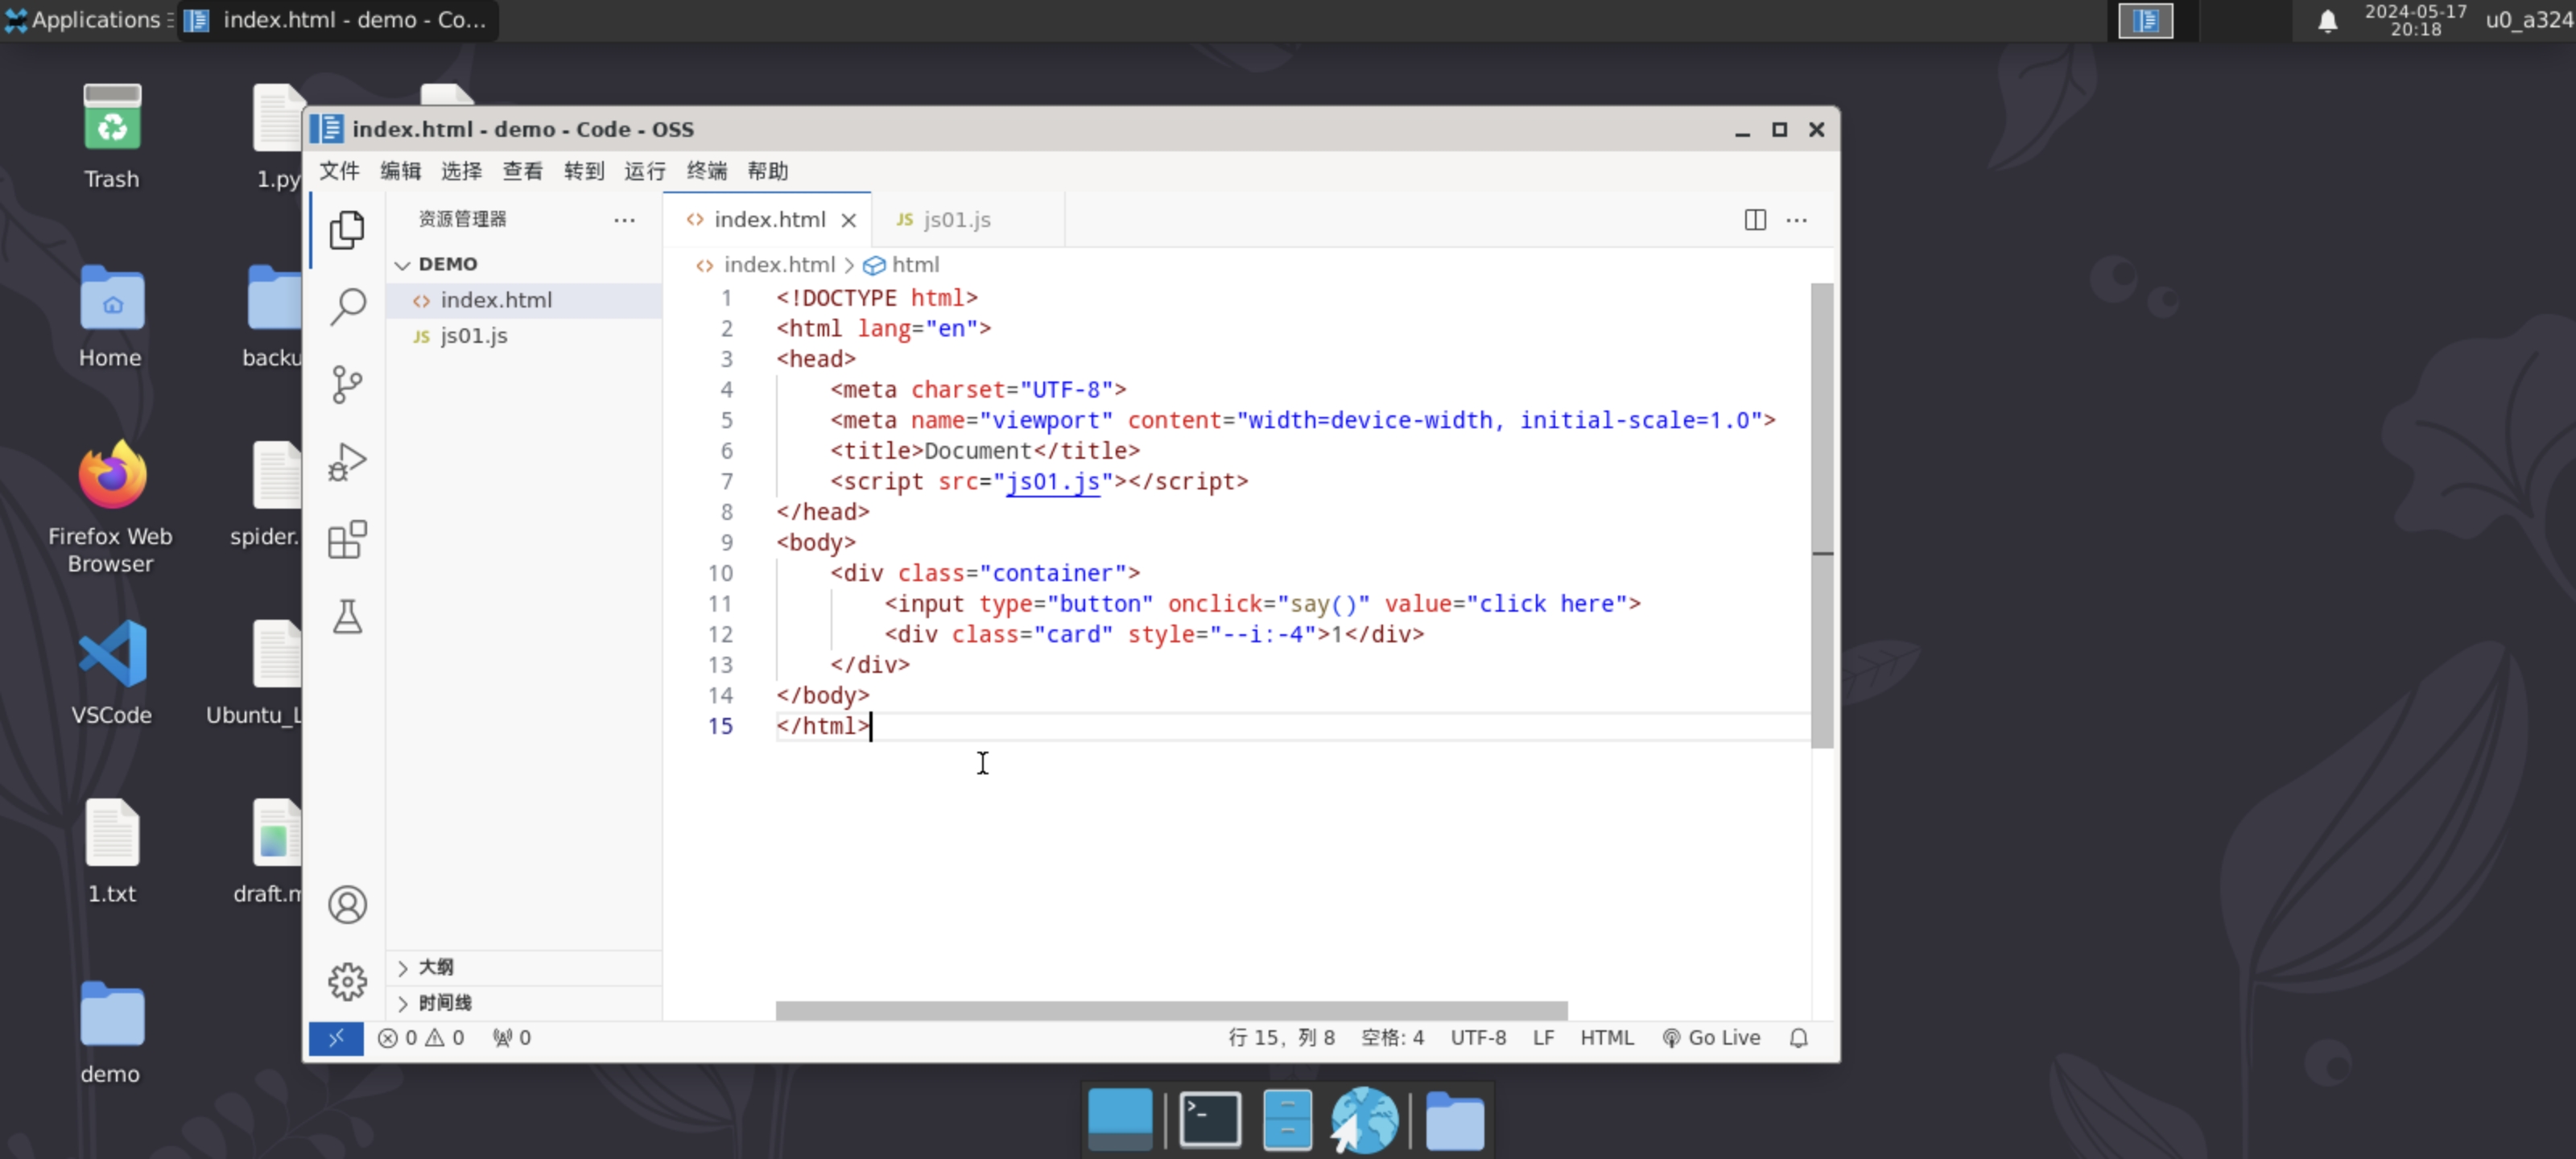 Applications
index.html - demo - Co...
2024-05-17
20:18
u0_a324
Trash
1.py
Home
backu
Firefox Web
Browser
spider.
VSCode
Ubuntu_L
1.txt
draft.m
demo
index.html - demo - Code - OSS
文件 编辑 选择 查看 转到 运行 终端 帮助
资源管理器
DEMO
index.html
JS js01.js
大纲
时间线
index.html
JS js01.js
index.html > html
1 <!DOCTYPE html>
2 <html lang="en">
3 <head>
4 <meta charset="UTF-8">
5 <meta name="viewport" content="width=device-width, initial-scale=1.0">
6 <title>Document</title>
7 <script src="js01.js"></script>
8 </head>
9 <body>
10 <div class="container">
11 <input type="button" onclick="say()" value="click here">
12 <div class="card" style="--i:-4">1</div>
13 </div>
14 </body>
15 </html>
0 0 0
行 15, 列 8 空格: 4 UTF-8 LF HTML Go Live